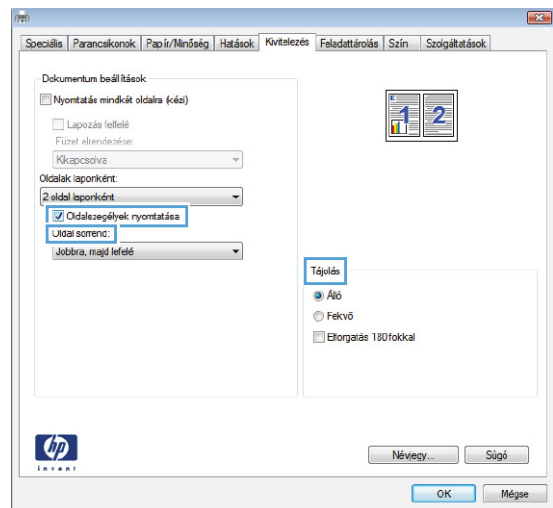 Speciális Parancsikonok Papír/Minőség Hatások Kivitelezés Feladattárolás Szín Szolgáltatások
Dokumentum beállítások
Nyomtatás mindkét oldalra (kézi)
Lapozás felfelé
Füzet elrendezése:
Kikapcsolva
Oldalak laponként:
2 oldal laponként
Oldalszegélyek nyomtatása
Oldal sorrend:
Jobbra, majd lefelé
1 2
Tájolás
Álló
Fekvő
Elforgatás 180 fokkal
hp
invent
Névjegy... Súgó
OK Mégse